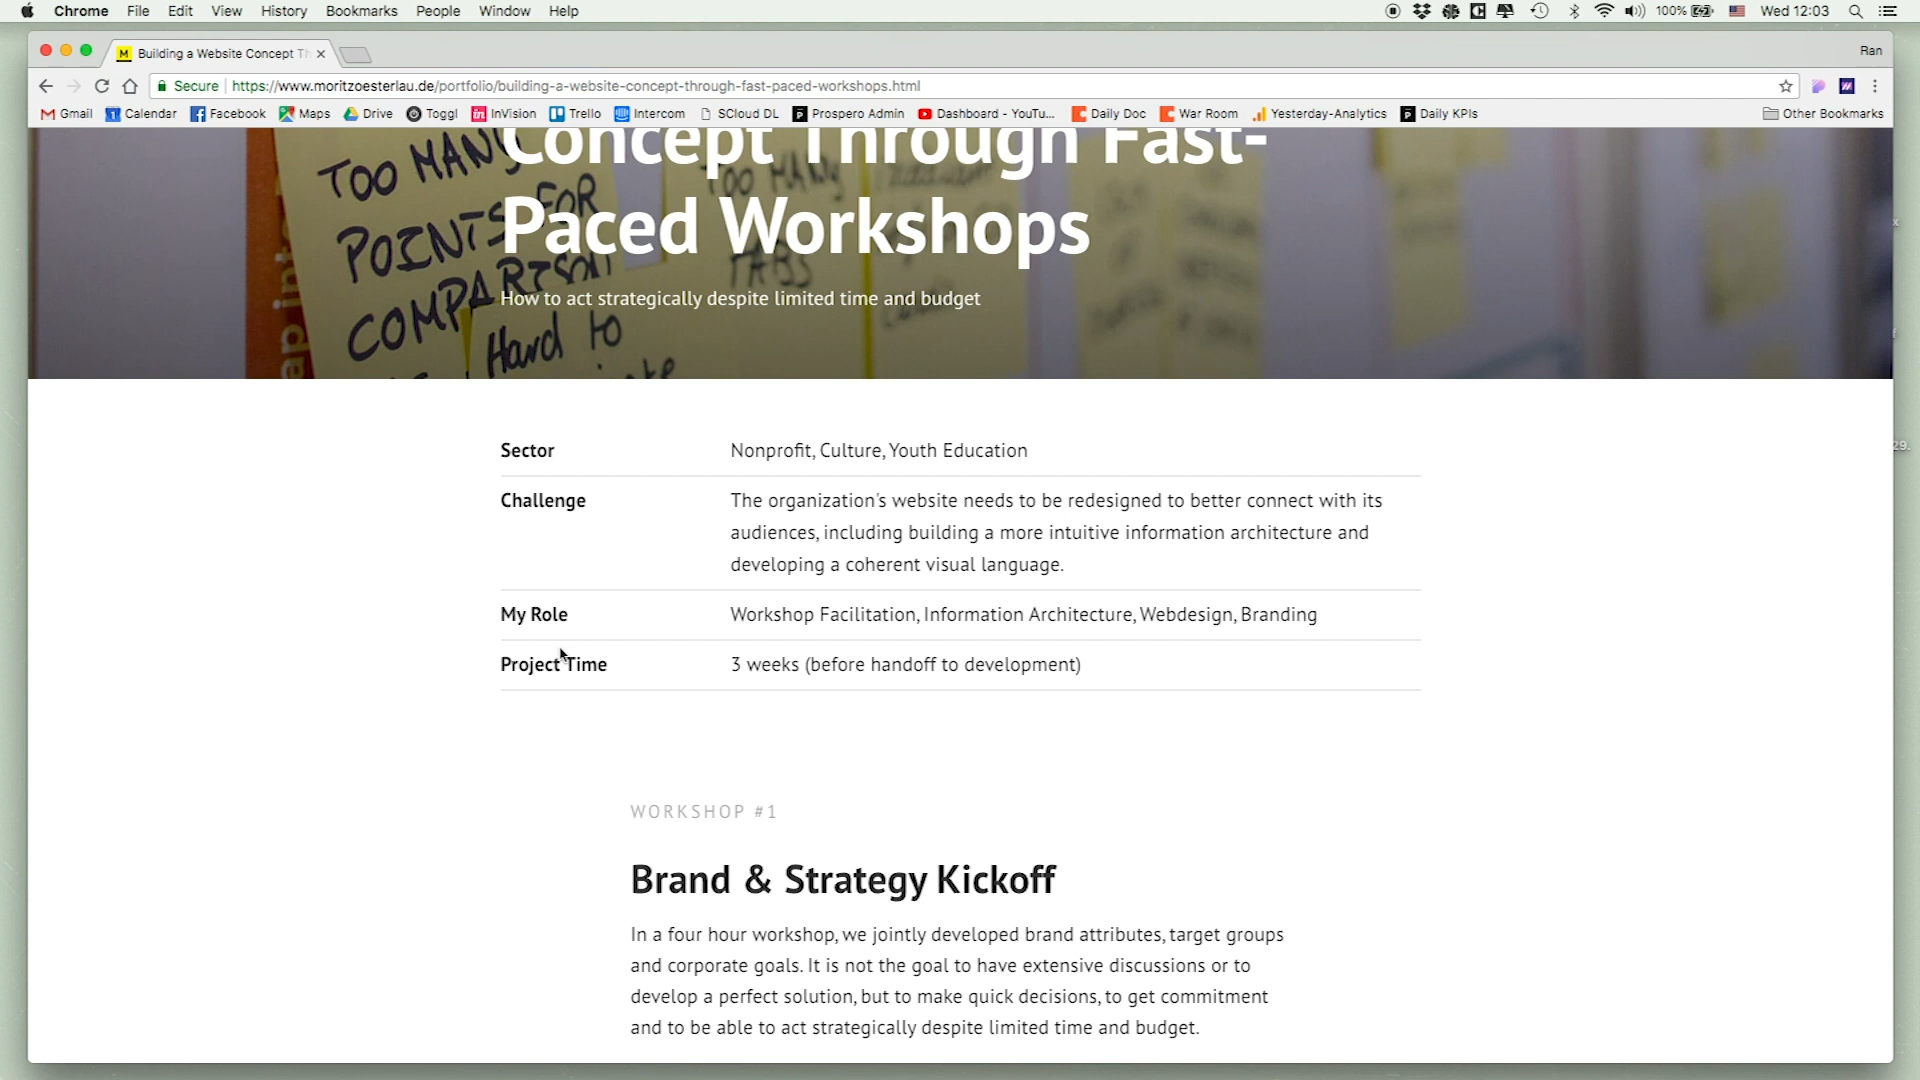 Chrome File Edit View History Bookmarks People Window Help 100% Wed 12:03
Building a Website Concept Th Ran
Secure https://www.moritzoesterlau.de/portfolio/building-a-website-concept-through-fast-paced-workshops.html
Gmail Calendar Facebook Maps Drive Toggl InVision Trello Intercom SCloud DL Prospero Admin Dashboard - YouTu... Daily Doc War Room Yesterday-Analytics Daily KPIs Other Bookmarks
Concept Through Fast-
Paced Workshops
How to act strategically despite limited time and budget
TOO MANY
POINTS FOR
COMPARISON
Hard to
TOO MANY
TABS
Sector Nonprofit, Culture, Youth Education
Challenge The organization's website needs to be redesigned to better connect with its
audiences, including building a more intuitive information architecture and
developing a coherent visual language.
My Role Workshop Facilitation, Information Architecture, Webdesign, Branding
Project Time 3 weeks (before handoff to development)
WORKSHOP #1
Brand & Strategy Kickoff
In a four hour workshop, we jointly developed brand attributes, target groups
and corporate goals. It is not the goal to have extensive discussions or to
develop a perfect solution, but to make quick decisions, to get commitment
and to be able to act strategically despite limited time and budget.